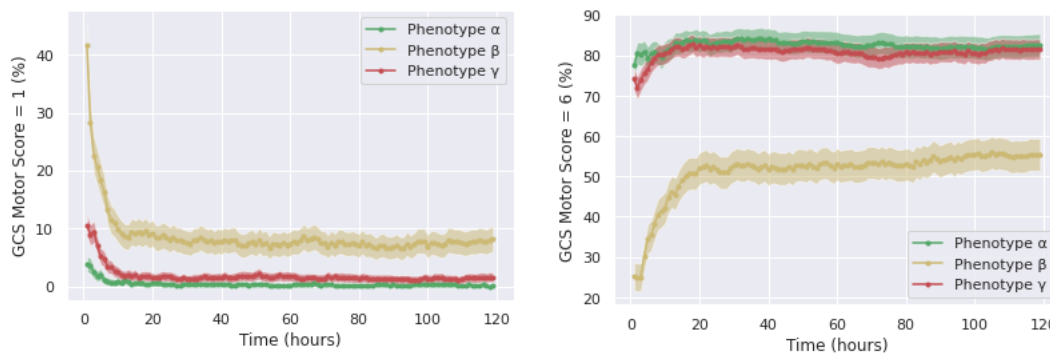 GCS Motor Score = 1 (%)
40
30
20
10
0
0 20 40 60 80 100 120
Time (hours)
Phenotype α
Phenotype β
Phenotype γ
GCS Motor Score = 6 (%)
90
80
70
60
50
40
30
20
0 20 40 60 80 100 120
Time (hours)
Phenotype α
Phenotype β
Phenotype γ